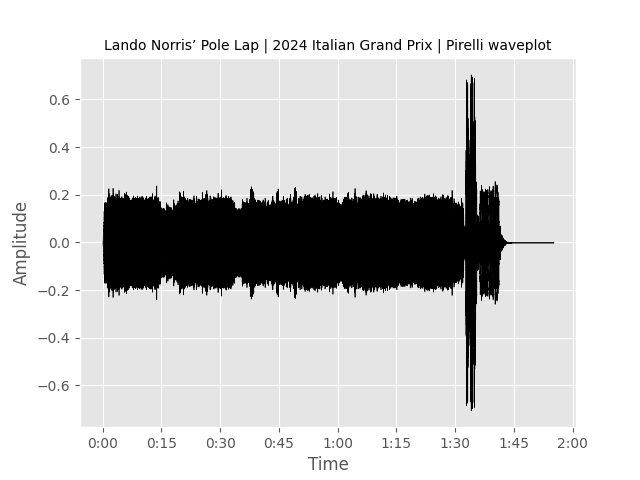 Lando Norris’ Pole Lap | 2024 Italian Grand Prix | Pirelli waveplot
0.6
0.4
0.2
0.0
−0.2
−0.4
−0.6
Amplitude
0:00 0:15 0:30 0:45 1:00 1:15 1:30 1:45 2:00
Time